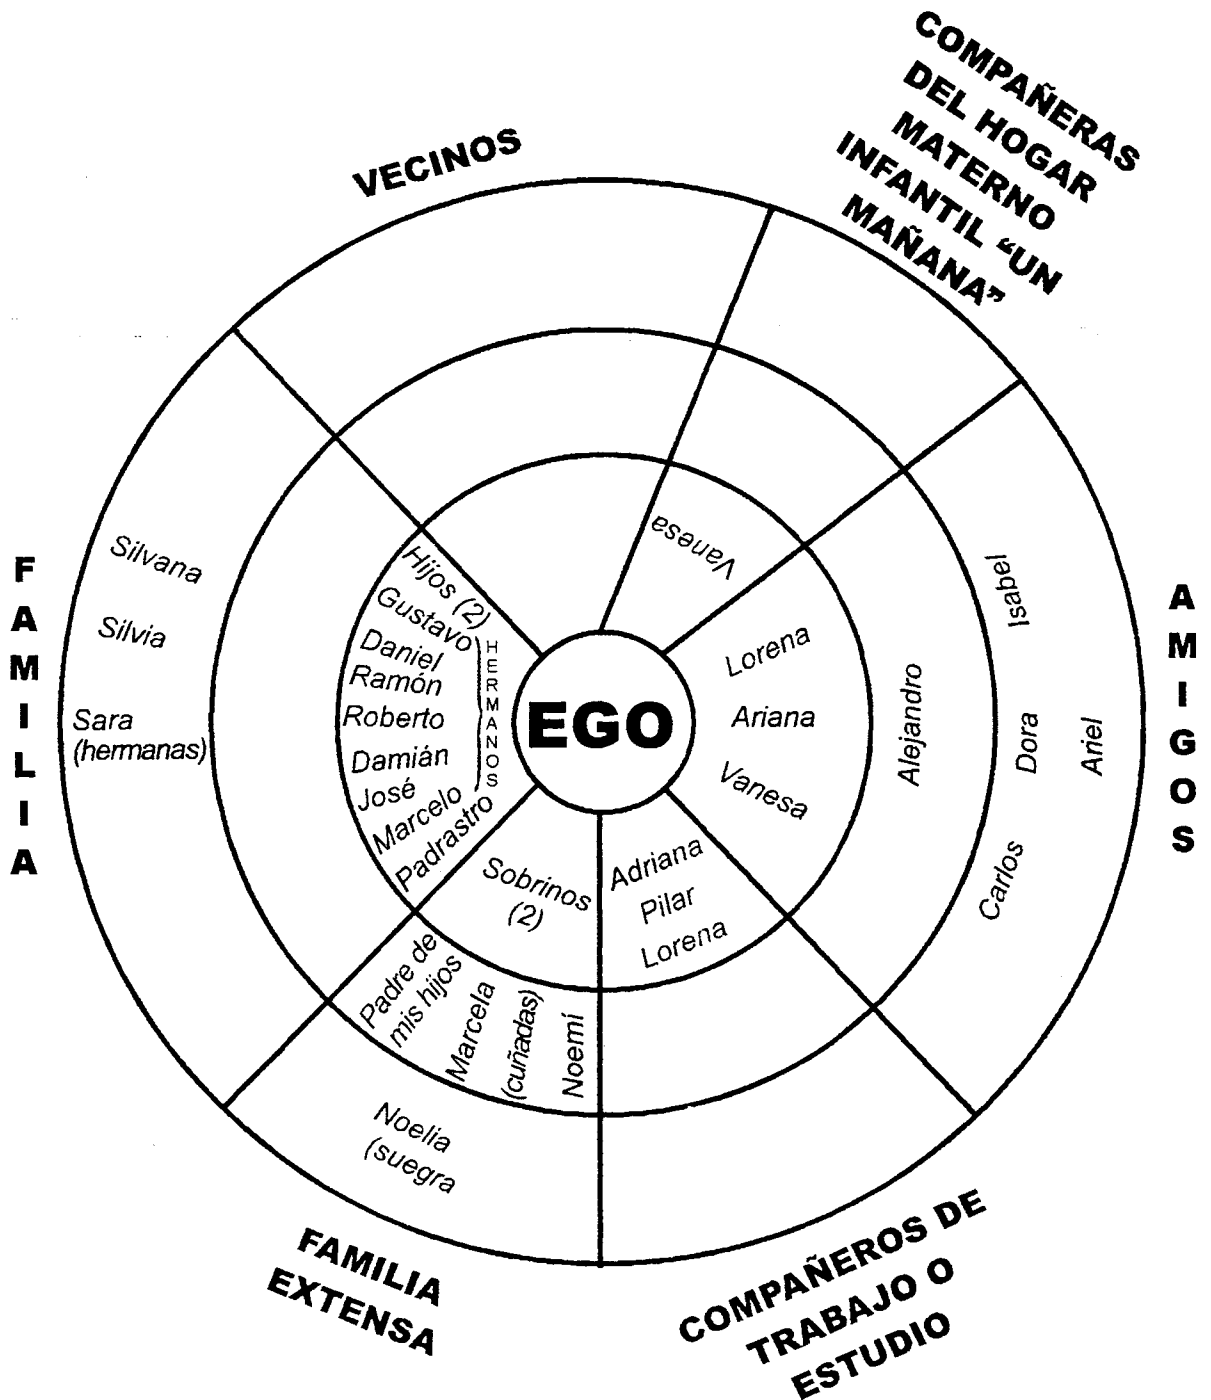 COMPAÑERAS
DEL HOGAR
MATERNO
INFANTIL “UN
MAÑANA”
VECINOS
FAMILIA
AMIGOS
FAMILIA
EXTENSA
COMPAÑEROS DE
TRABAJO O
ESTUDIO
EGO
Vanesa
Silvana
Silvia
Sara
(hermanas)
Hijos (2)
Gustavo
Daniel
Ramón
Roberto
Damián
José
Marcelo
HERMANOS
Padrastro
Lorena
Ariana
Vanesa
Alejandro
Isabel
Dora
Carlos
Ariel
Sobrinos
(2)
Padre de
mis hijos
Marcela
(cuñadas)
Noemí
Noelia
(suegra
Adriana
Pilar
Lorena